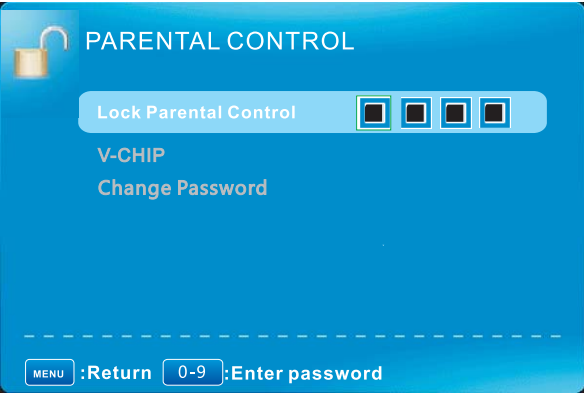 PARENTAL CONTROL
Lock Parental Control
V-CHIP
Change Password
MENU :Return 0-9 :Enter password